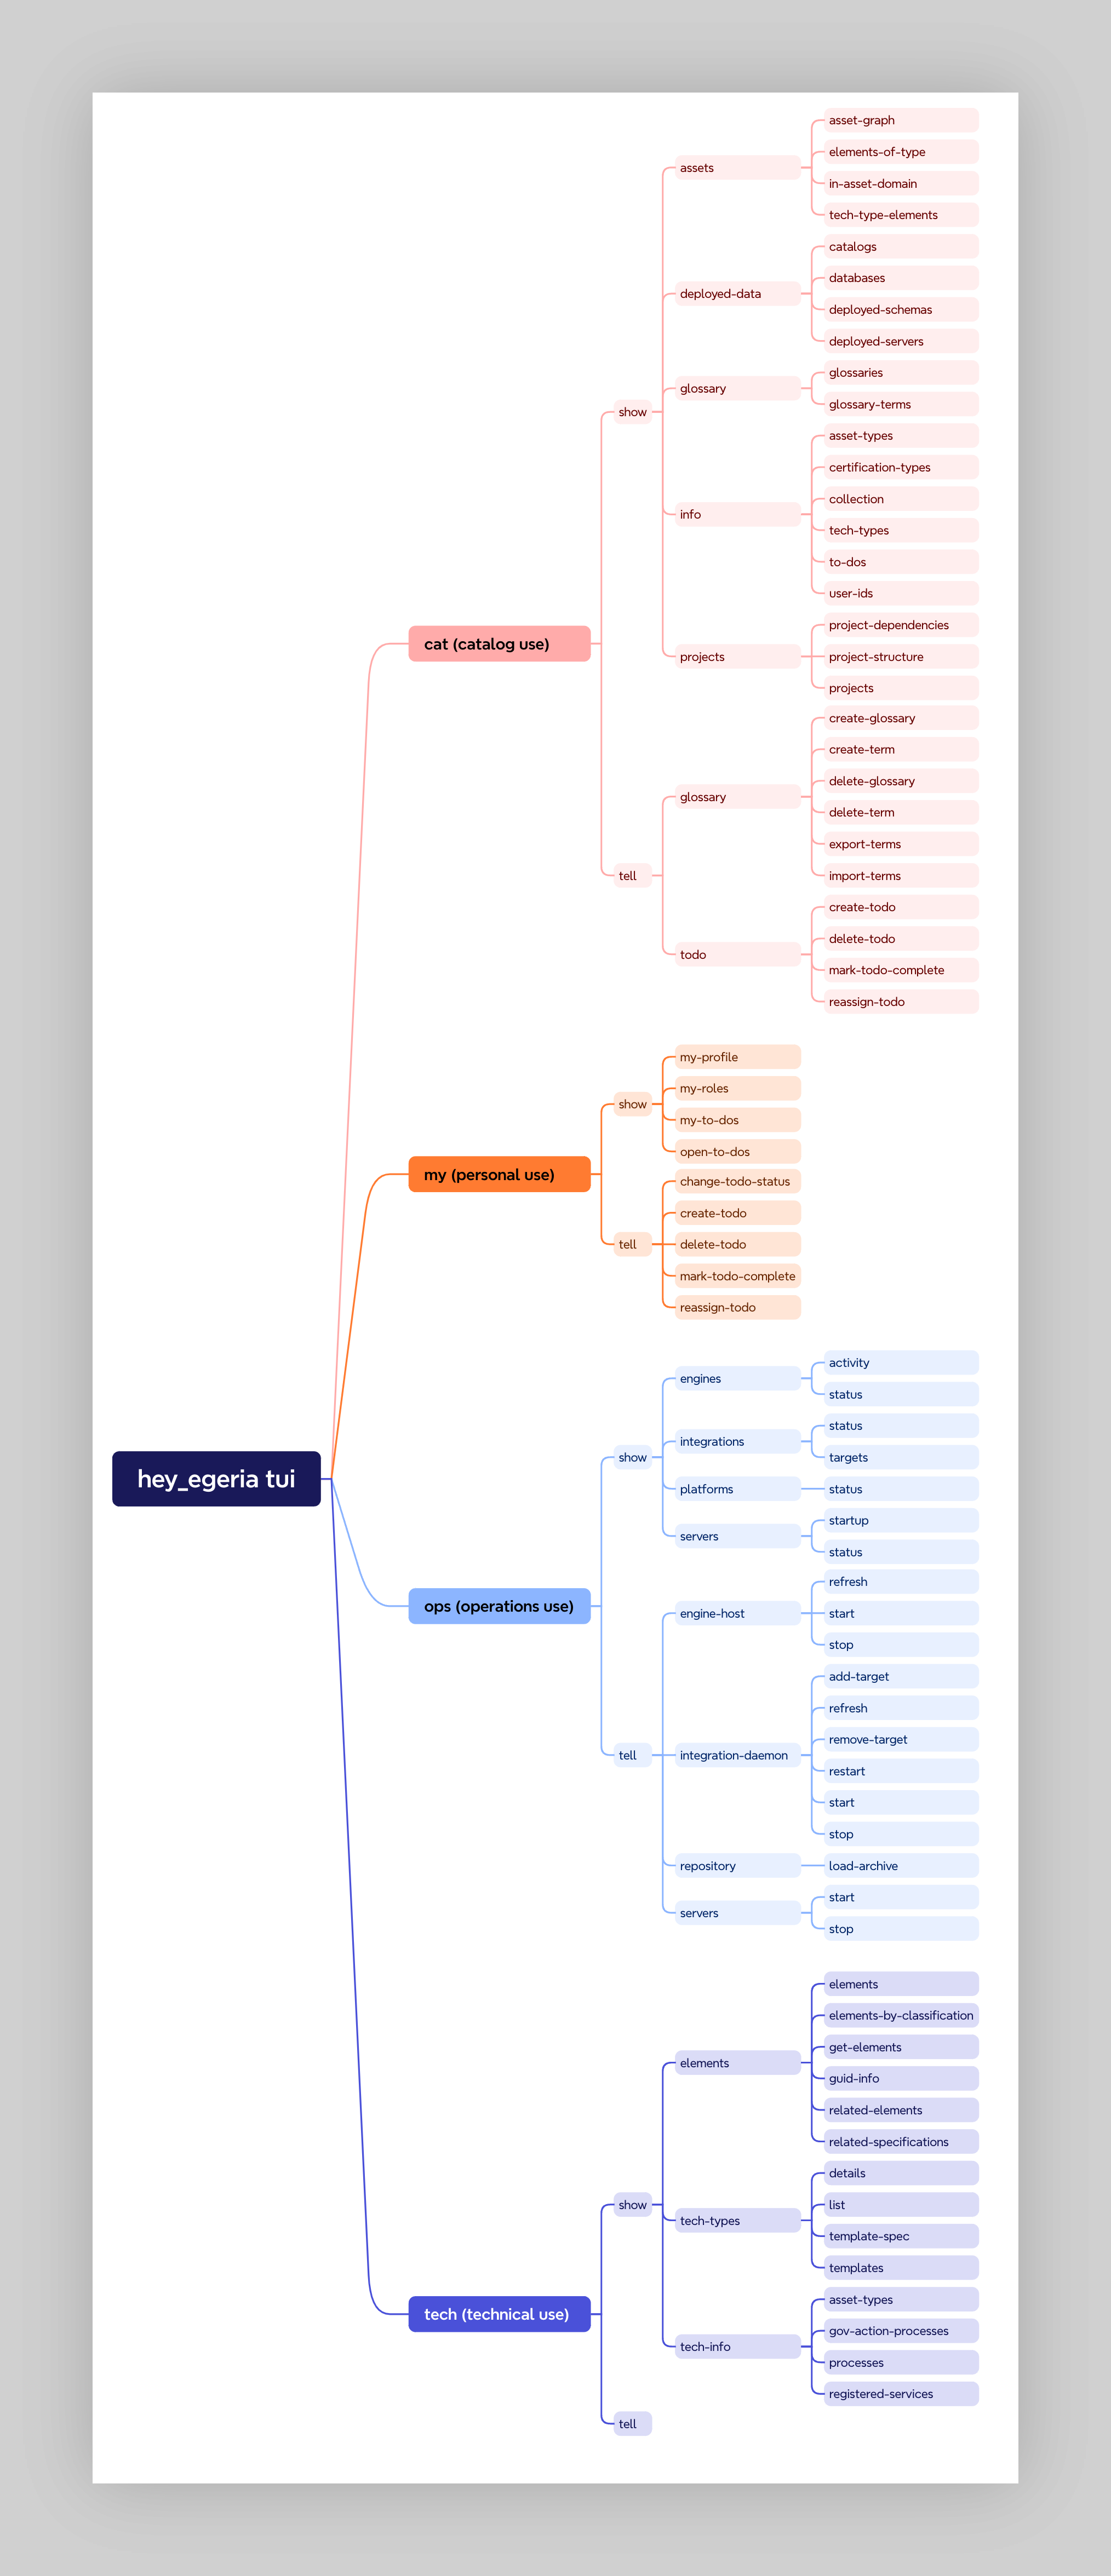 hey_egeria tui
cat (catalog use)
show
assets
asset-graph
elements-of-type
in-asset-domain
tech-type-elements
deployed-data
catalogs
databases
deployed-schemas
deployed-servers
glossary
glossaries
glossary-terms
info
asset-types
certification-types
collection
tech-types
to-dos
user-ids
projects
project-dependencies
project-structure
projects
tell
glossary
create-glossary
create-term
delete-glossary
delete-term
export-terms
import-terms
todo
create-todo
delete-todo
mark-todo-complete
reassign-todo
my (personal use)
show
my-profile
my-roles
my-to-dos
open-to-dos
tell
change-todo-status
create-todo
delete-todo
mark-todo-complete
reassign-todo
ops (operations use)
show
engines
activity
status
integrations
status
targets
platforms
status
servers
startup
status
tell
engine-host
refresh
start
stop
integration-daemon
add-target
refresh
remove-target
restart
start
stop
repository
load-archive
servers
start
stop
tech (technical use)
show
elements
elements
elements-by-classification
get-elements
guid-info
related-elements
related-specifications
tech-types
details
list
template-spec
templates
tech-info
asset-types
gov-action-processes
processes
registered-services
tell